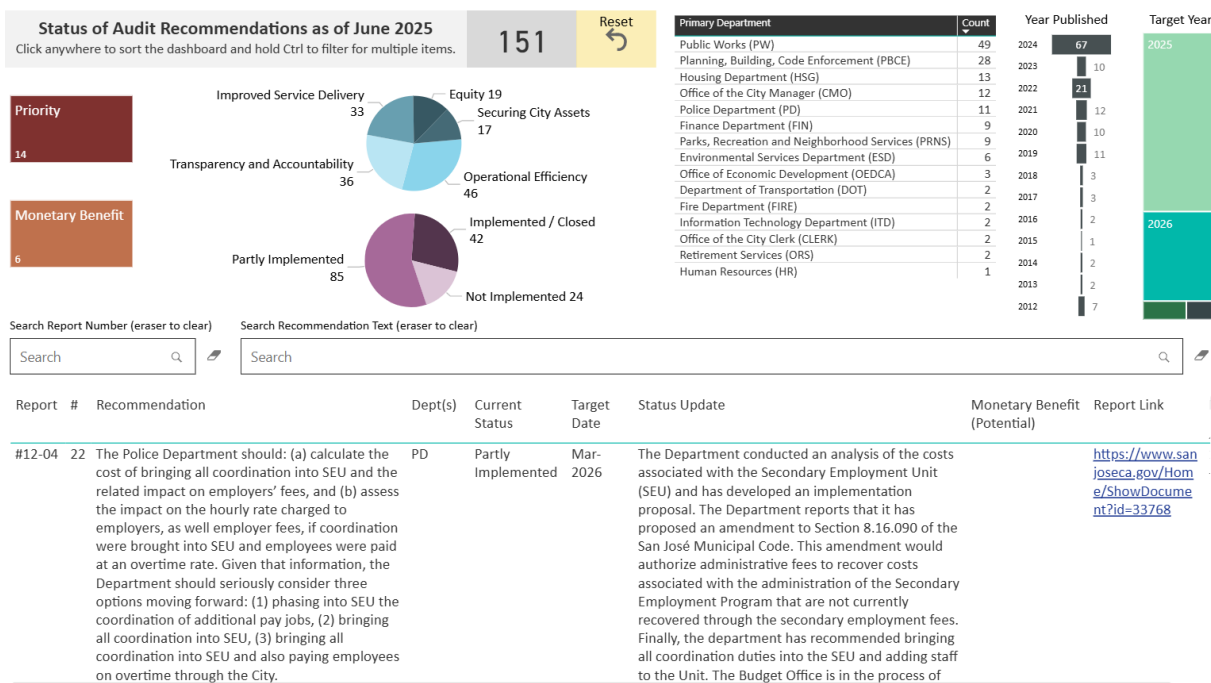 Status of Audit Recommendations as of June 2025
Click anywhere to sort the dashboard and hold Ctrl to filter for multiple items.
151
Reset
Priority
14
Monetary Benefit
6
Improved Service Delivery
33
Equity 19
Securing City Assets
17
Transparency and Accountability
36
Operational Efficiency
46
Implemented / Closed
42
Partly Implemented
85
Not Implemented 24
Primary Department Count
Public Works (PW) 49
Planning, Building, Code Enforcement (PBCE) 28
Housing Department (HSG) 13
Office of the City Manager (CMO) 12
Police Department (PD) 11
Finance Department (FIN) 9
Parks, Recreation and Neighborhood Services (PRNS) 9
Environmental Services Department (ESD) 6
Office of Economic Development (OEDCA) 3
Department of Transportation (DOT) 2
Fire Department (FIRE) 2
Information Technology Department (ITD) 2
Office of the City Clerk (CLERK) 2
Retirement Services (ORS) 2
Human Resources (HR) 1
Year Published
2024 67
2023 10
2022 21
2021 12
2020 10
2019 11
2018 3
2017 3
2016 2
2015 1
2014 2
2013 2
2012 7
Target Year
2025
2026
Search Report Number (eraser to clear)
Search
Search Recommendation Text (eraser to clear)
Search
Report # Recommendation Dept(s) Current Status Target Date Status Update Monetary Benefit (Potential) Report Link
#12-04 22
The Police Department should: (a) calculate the
cost of bringing all coordination into SEU and the
related impact on employers' fees, and (b) assess
the impact on the hourly rate charged to
employers, as well employer fees, if coordination
were brought into SEU and employees were paid
at an overtime rate. Given that information, the
Department should seriously consider three
options moving forward: (1) phasing into SEU the
coordination of additional pay jobs, (2) bringing
all coordination into SEU, (3) bringing all
coordination into SEU and also paying employees
on overtime through the City.
PD
Partly
Implemented
Mar-
2026
The Department conducted an analysis of the costs
associated with the Secondary Employment Unit
(SEU) and has developed an implementation
proposal. The Department reports that it has
proposed an amendment to Section 8.16.090 of the
San José Municipal Code. This amendment would
authorize administrative fees to recover costs
associated with the administration of the Secondary
Employment Program that are not currently
recovered through the secondary employment fees.
Finally, the department has recommended bringing
all coordination duties into the SEU and adding staff
to the Unit. The Budget Office is in the process of
https://www.san
joseca.gov/Hom
e/ShowDocume
nt?id=33768